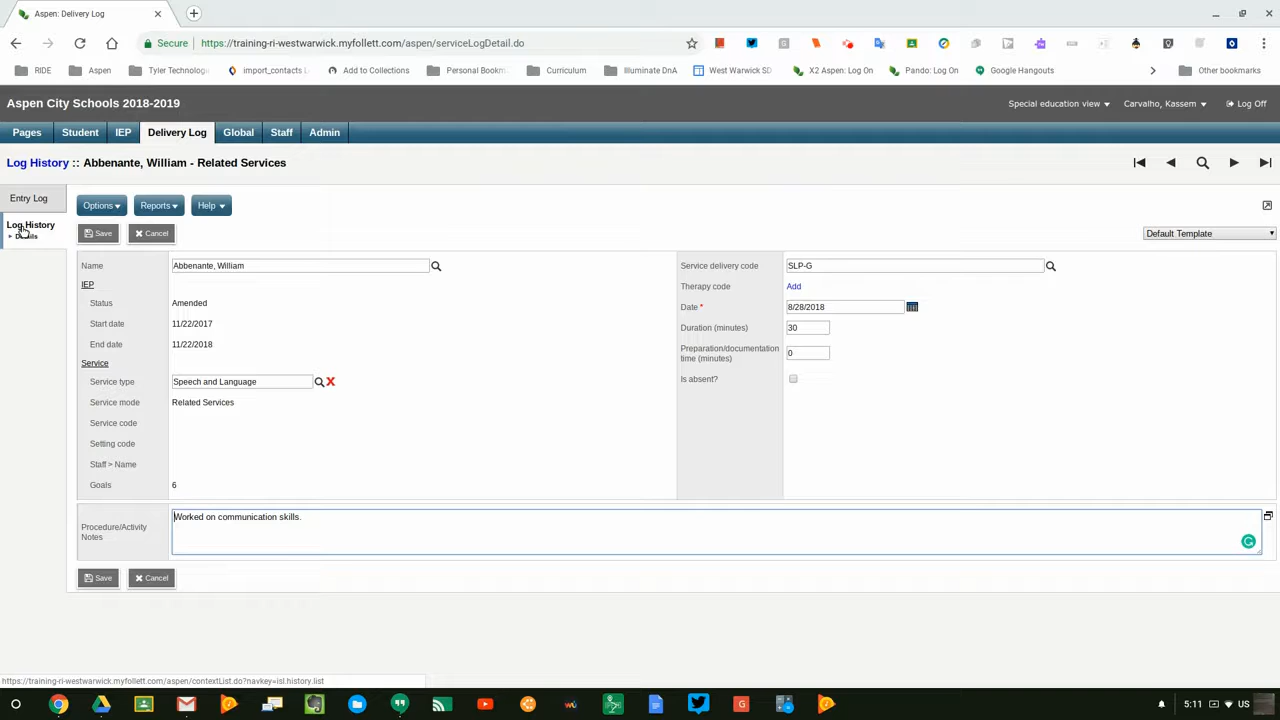 Aspen: Delivery Log
Secure https://training-ri-westwarwick.myfollett.com/aspen/serviceLogDetail.do
RIDE Aspen Tyler Technolog import_contacts Add to Collections Personal Bookm Curriculum Illuminate DnA West Warwick SD X2 Aspen: Log On Pando: Log On Google Hangouts Other bookmarks
Aspen City Schools 2018-2019
Special education view Carvalho, Kassem Log Off
Pages Student IEP Delivery Log Global Staff Admin
Log History :: Abbenante, William - Related Services
Entry Log
Log History
Details
Options Reports Help
Save Cancel
Default Template
Name Abbenante, William
IEP
Status Amended
Start date 11/22/2017
End date 11/22/2018
Service
Service type Speech and Language
Service mode Related Services
Service code
Setting code
Staff > Name
Goals 6
Service delivery code SLP-G
Therapy code Add
Date * 8/28/2018
Duration (minutes) 30
Preparation/documentation
time (minutes) 0
Is absent?
Procedure/Activity
Notes
Worked on communication skills.
Save Cancel
https://training-ri-westwarwick.myfollett.com/aspen/contextList.do?navkey=isl.history.list
5:11 US